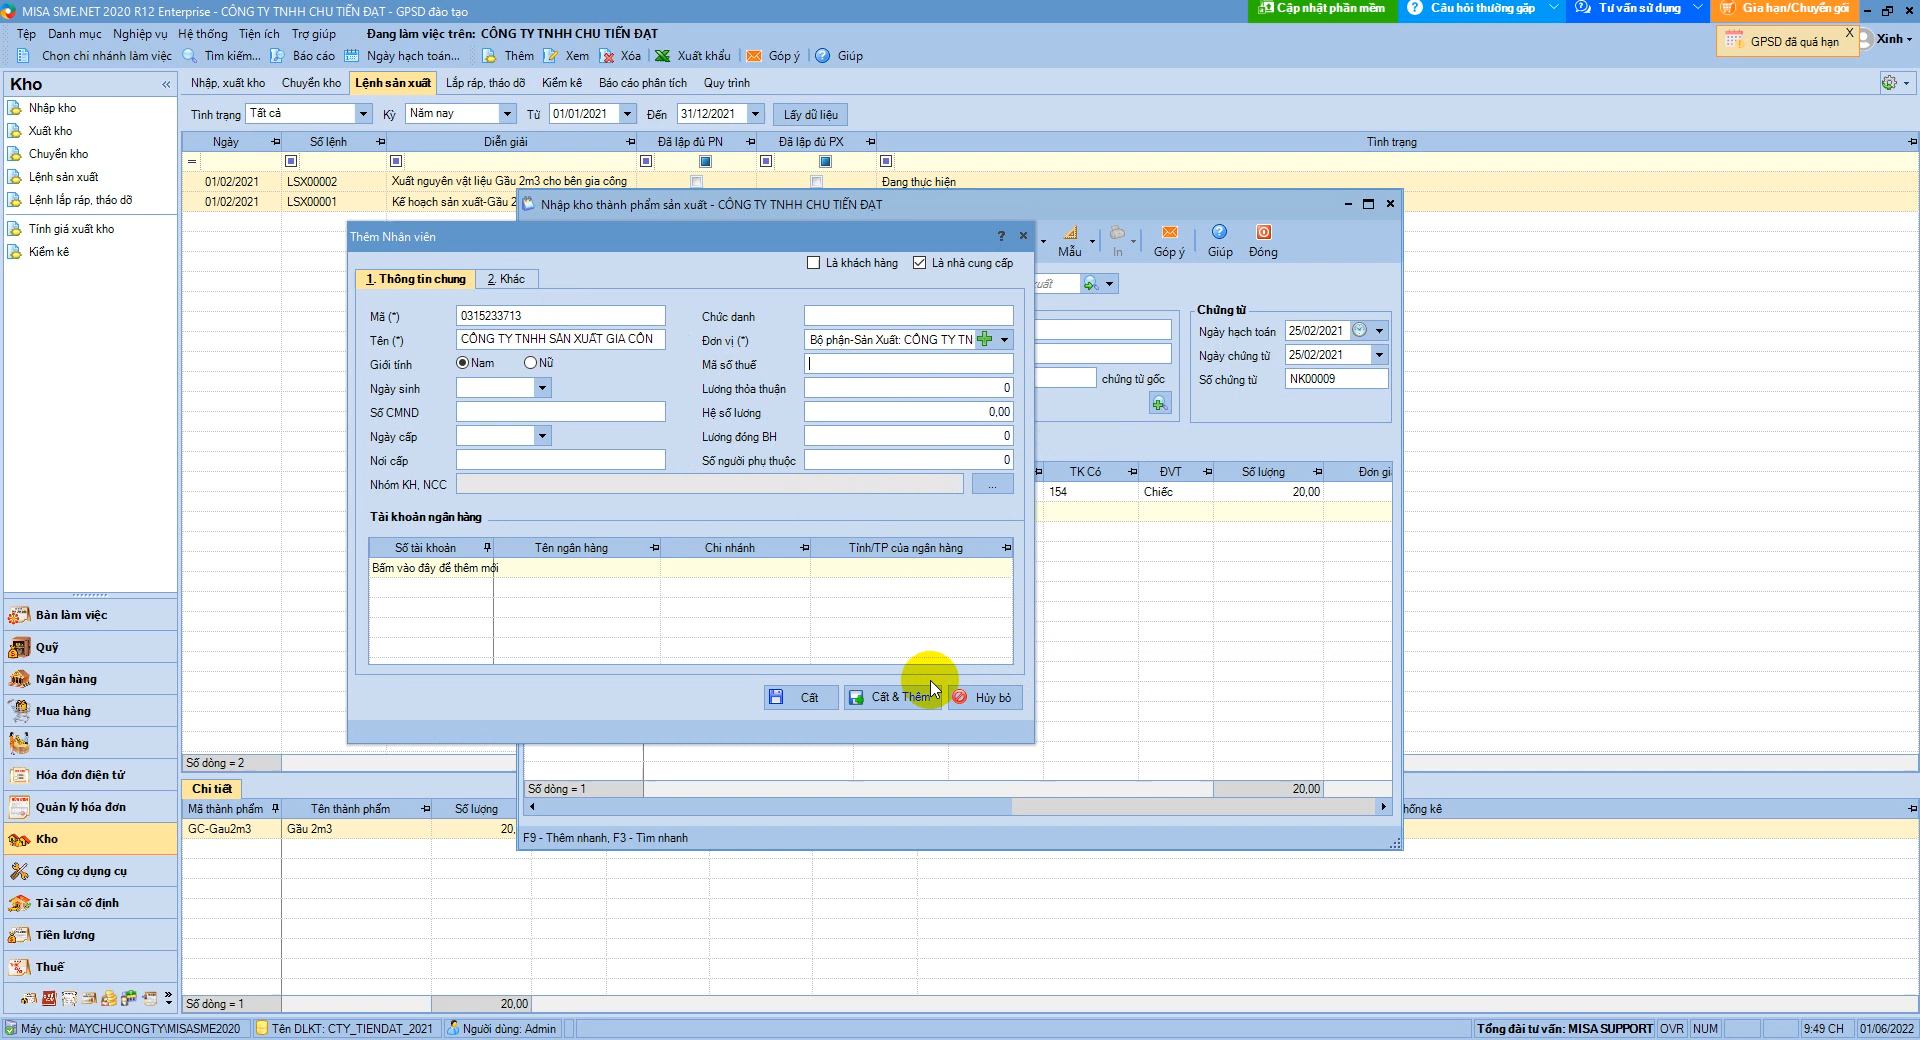 MISA SME.NET 2020 R12 Enterprise - CÔNG TY TNHH CHU TIẾN ĐẠT - GPSD đào tạo
Cập nhật phần mềm
Câu hỏi thường gặp
Tư vấn sử dụng
Gia hạn/Chuyển gói
Tệp Danh mục Nghiệp vụ Hệ thống Tiện ích Trợ giúp Đang làm việc trên: CÔNG TY TNHH CHU TIẾN ĐẠT
GPSD đã quá hạn X
Xinh
Chọn chi nhánh làm việc Tìm kiếm... Báo cáo Ngày hạch toán... Thêm Xem Xóa Xuất khẩu Góp ý Giúp
Kho
Nhập, xuất kho Chuyển kho Lệnh sản xuất Lắp ráp, tháo dỡ Kiểm kê Báo cáo phân tích Quy trình
Nhập kho
Xuất kho
Chuyển kho
Lệnh sản xuất
Lệnh lắp ráp, tháo dỡ
Tính giá xuất kho
Kiểm kê
Tình trạng Tất cả Kỳ Năm nay Từ 01/01/2021 Đến 31/12/2021 Lấy dữ liệu
Ngày Số lệnh Diễn giải Đã lập đủ PN Đã lập đủ PX Tình trạng
=
01/02/2021 LSX00002 Xuất nguyên vật liệu Gầu 2m3 cho bên gia công Đang thực hiện
01/02/2021 LSX00001 Kế hoạch sản xuất-Gầu 2
Nhập kho thành phẩm sản xuất - CÔNG TY TNHH CHU TIẾN ĐẠT
Mẫu In Góp ý Giúp Đóng
xuất
Chứng từ
Ngày hạch toán 25/02/2021
Ngày chứng từ 25/02/2021
Số chứng từ NK00009
chứng từ gốc
TK Có ĐVT Số lượng Đơn gi
154 Chiếc 20,00
Số dòng = 1 20,00
F9 - Thêm nhanh, F3 - Tìm nhanh
Thêm Nhân viên ?
Là khách hàng Là nhà cung cấp
1. Thông tin chung 2. Khác
Mã (*) 0315233713 Chức danh
Tên (*) CÔNG TY TNHH SẢN XUẤT GIA CÔN Đơn vị (*) Bộ phận-Sản Xuất: CÔNG TY TN
Giới tính Nam Nữ Mã số thuế
Ngày sinh Lương thỏa thuận 0
Số CMND Hệ số lương 0,00
Ngày cấp Lương đóng BH 0
Nơi cấp Số người phụ thuộc 0
Nhóm KH, NCC ...
Tài khoản ngân hàng
Số tài khoản Tên ngân hàng Chi nhánh Tỉnh/TP của ngân hàng
Bấm vào đây để thêm mới
Cất Cất & Thêm Hủy bỏ
Bàn làm việc
Quỹ
Ngân hàng
Mua hàng
Bán hàng
Hóa đơn điện tử
Quản lý hóa đơn
Kho
Công cụ dụng cụ
Tài sản cố định
Tiền lương
Thuế
Số dòng = 2
Chi tiết
Mã thành phẩm Tên thành phẩm Số lượng hống kê
GC-Gau2m3 Gầu 2m3 20,
Số dòng = 1 20,00
Máy chủ: MAYCHUCONGTY\MISASME2020 Tên DLKT: CTY_TIENDAT_2021 Người dùng: Admin Tổng đài tư vấn: MISA SUPPORT OVR NUM 9:49 CH 01/06/2022